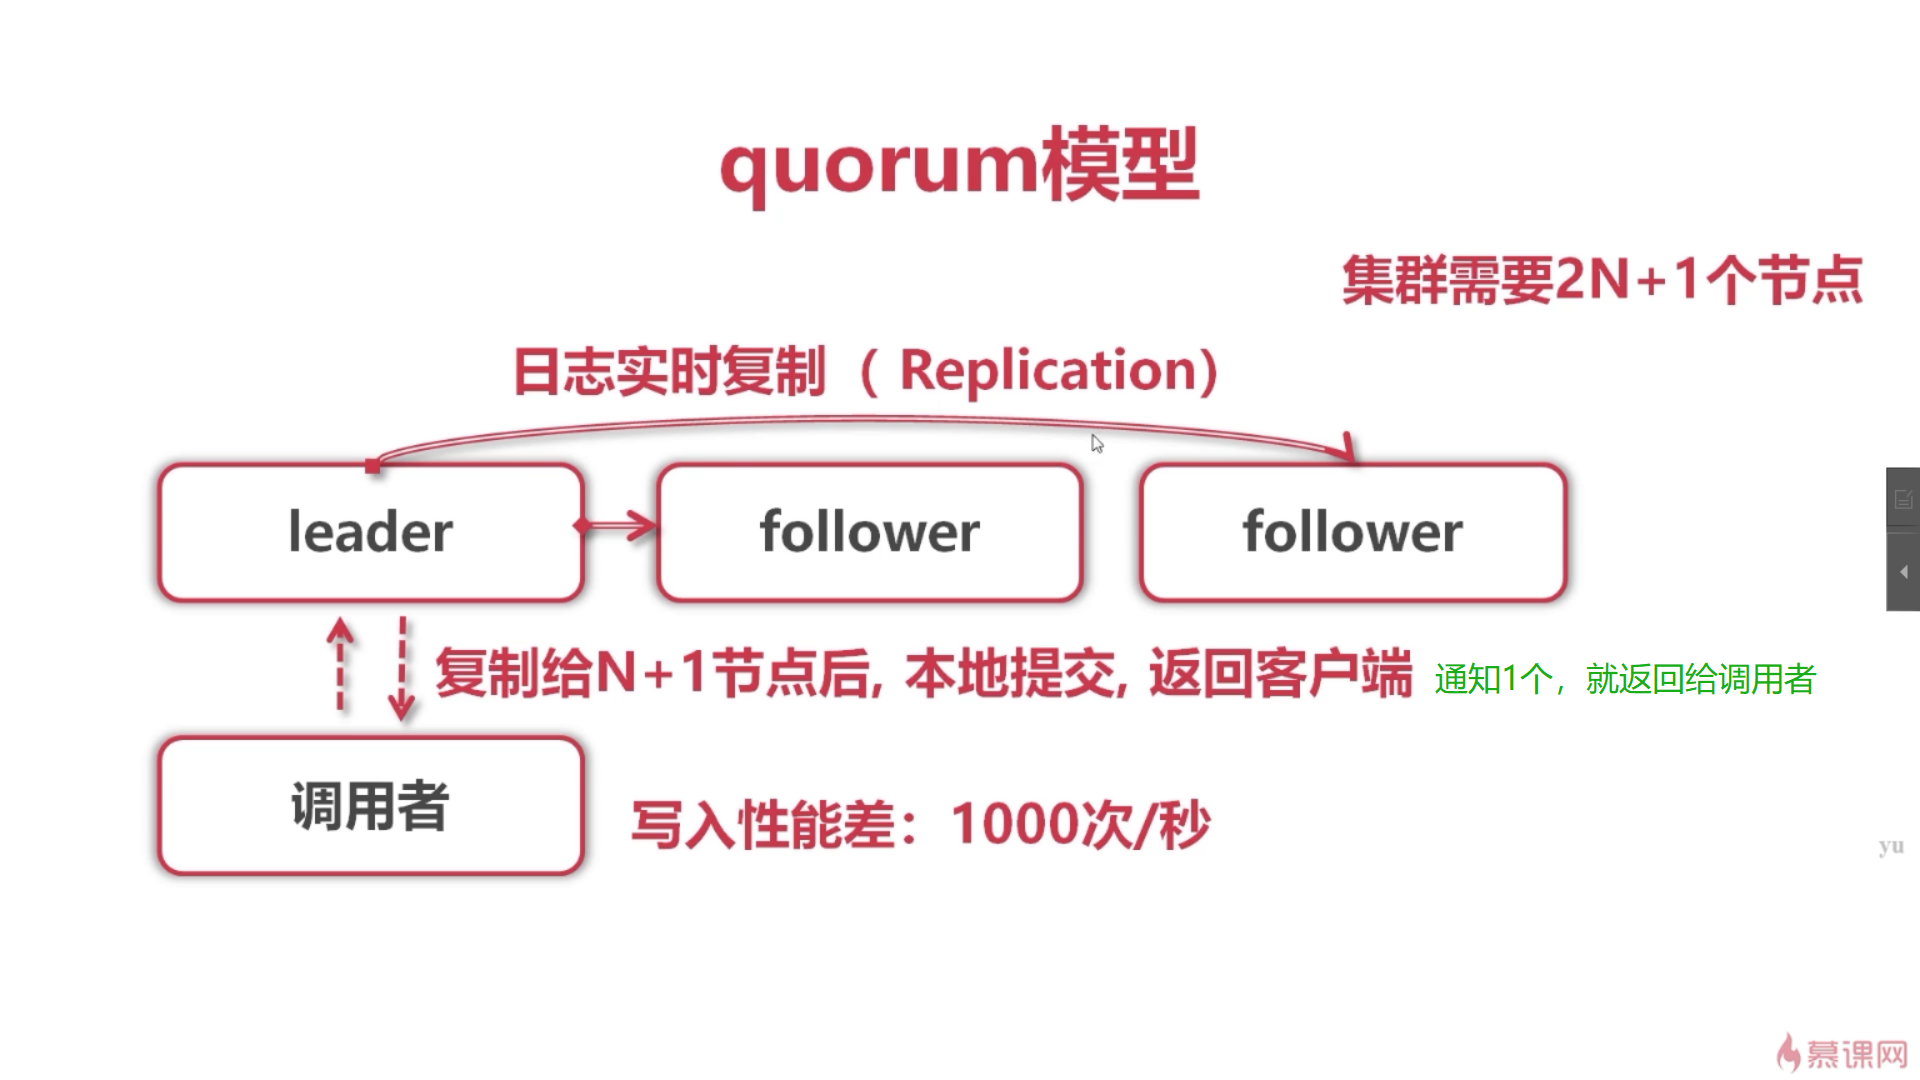 quorum模型
集群需要2N+1个节点
日志实时复制（ Replication）
leader
follower
follower
复制给N+1节点后, 本地提交, 返回客户端
通知1个，就返回给调用者
调用者
写入性能差：1000次/秒
yu
慕课网